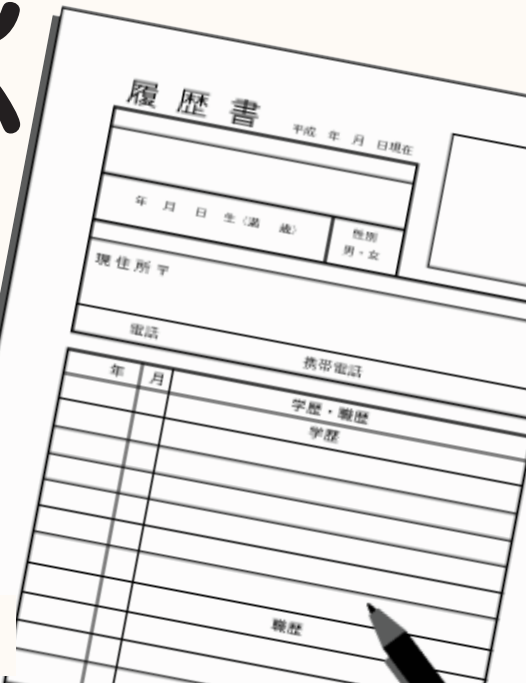 履歴書
平成 年 月 日現在
年 月 日 生（満 歳）
性別
男・女
現住所〒
電話
携帯電話
年
月
学歴・職歴
学歴
職歴